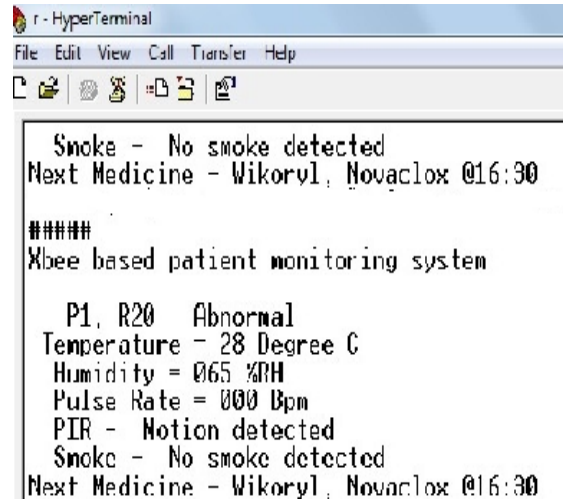 r - HyperTerminal
File Edit View Call Transfer Help
Smoke - No smoke detected
Next Medicine - Wikoryl, Novaclox @16:30
#####
Xbee based patient monitoring system
P1, R20 Abnormal
Temperature = 28 Degree C
Humidity = 065 %RH
Pulse Rate = 000 Bpm
PIR - Motion detected
Smoke - No smoke detected
Next Medicine - Wikoryl, Novaclox @16:30